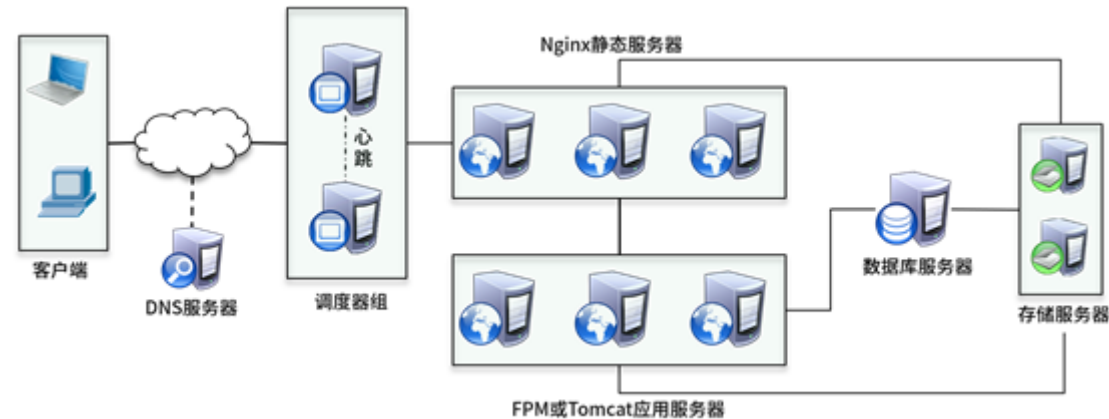 Nginx静态服务器
心跳
客户端
DNS服务器
调度器组
数据库服务器
存储服务器
FPM或Tomcat应用服务器